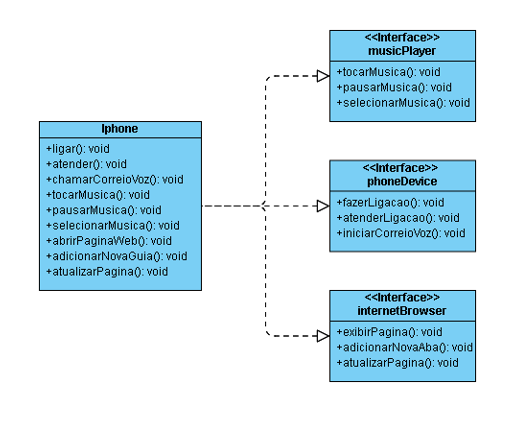 Iphone
+ligar(): void
+atender(): void
+chamarCorreioVoz(): void
+tocarMusica(): void
+pausarMusica(): void
+selecionarMusica(): void
+abrirPaginaWeb(): void
+adicionarNovaGuia(): void
+atualizarPagina(): void
<<Interface>>
musicPlayer
+tocarMusica(): void
+pausarMusica(): void
+selecionarMusica(): void
<<Interface>>
phoneDevice
+fazerLigacao(): void
+atenderLigacao(): void
+iniciarCorreioVoz(): void
<<Interface>>
internetBrowser
+exibirPagina(): void
+adicionarNovaAba(): void
+atualizarPagina(): void